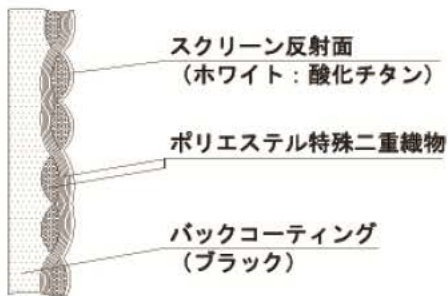 スクリーン反射面
（ホワイト：酸化チタン）
ポリエステル特殊二重織物
バックコーティング
（ブラック）